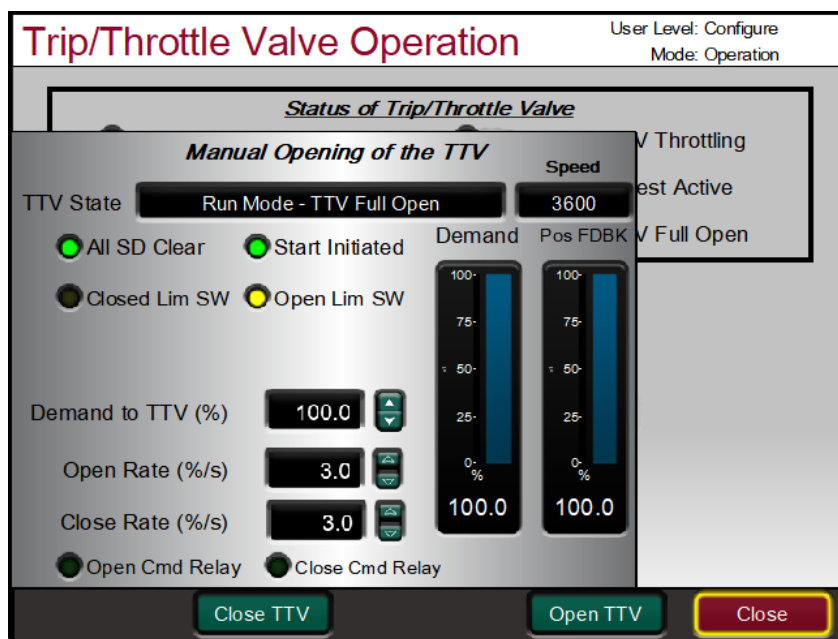 Trip/Throttle Valve Operation
User Level: Configure
Mode: Operation
Status of Trip/Throttle Valve
Throttling
Active
Full Open
Manual Opening of the TTV
Speed
TTV State
Run Mode - TTV Full Open
3600
All SD Clear
Start Initiated
Closed Lim SW
Open Lim SW
Demand
Pos FDBK
100-
75-
50-
25-
0-
%
100.0
100-
75-
50-
25-
0-
%
100.0
Demand to TTV (%)
100.0
Open Rate (%/s)
3.0
Close Rate (%/s)
3.0
Open Cmd Relay
Close Cmd Relay
Close TTV
Open TTV
Close